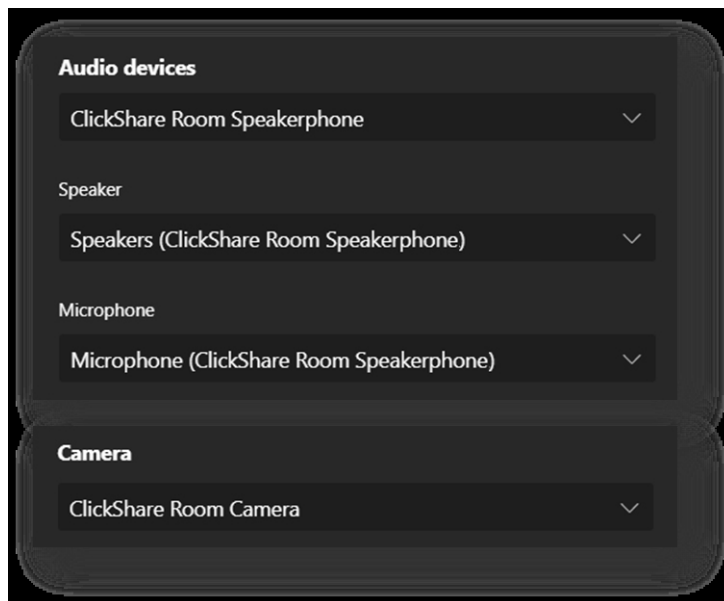 Audio devices
ClickShare Room Speakerphone
Speaker
Speakers (ClickShare Room Speakerphone)
Microphone
Microphone (ClickShare Room Speakerphone)
Camera
ClickShare Room Camera